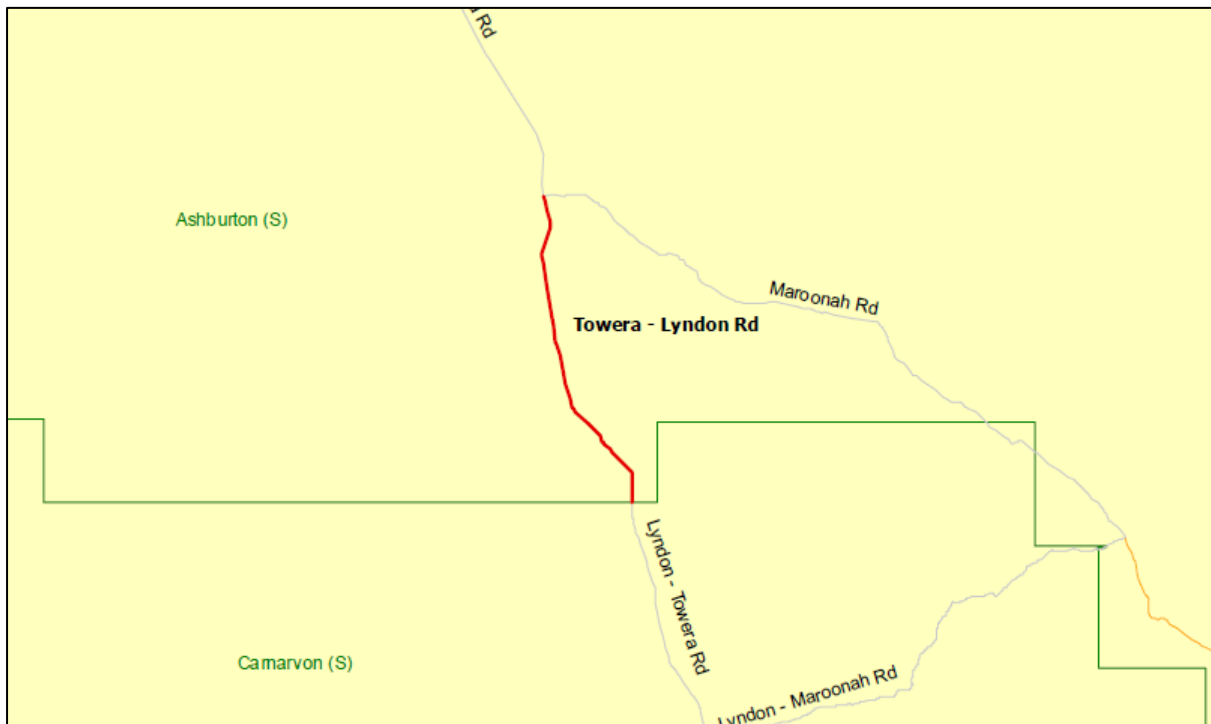 Rd
Ashburton (S)
Maroonah Rd
Towera - Lyndon Rd
Lyndon - Towera Rd
Carnarvon (S)
Lyndon - Maroonah Rd